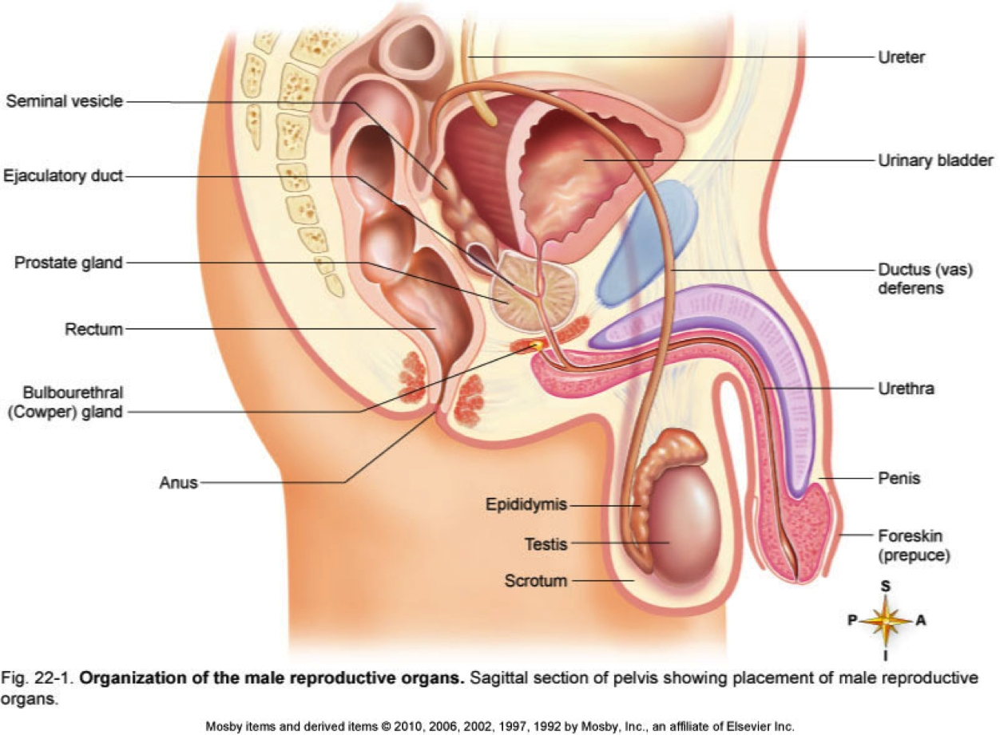 Ureter
Seminal vesicle
Urinary bladder
Ejaculatory duct
Prostate gland
Ductus (vas)
deferens
Rectum
Bulbourethral
(Cowper) gland
Urethra
Anus
Penis
Epididymis
Testis
Foreskin
(prepuce)
Scrotum
S
P A
I
Fig. 22-1. Organization of the male reproductive organs. Sagittal section of pelvis showing placement of male reproductive
organs.
Mosby items and derived items © 2010, 2006, 2002, 1997, 1992 by Mosby, Inc., an affiliate of Elsevier Inc.